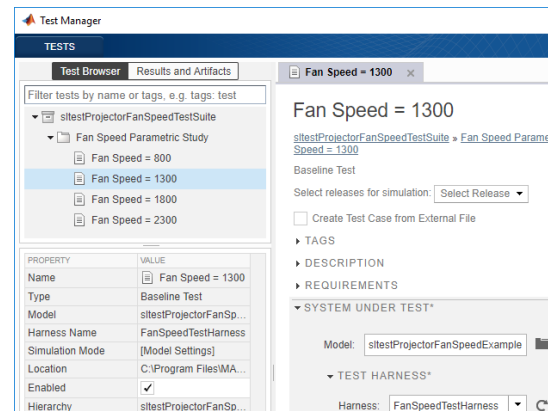 Test Manager
TESTS
Test Browser
Results and Artifacts
Filter tests by name or tags, e.g. tags: test
sltestProjectorFanSpeedTestSuite
Fan Speed Parametric Study
Fan Speed = 800
Fan Speed = 1300
Fan Speed = 1800
Fan Speed = 2300
PROPERTY VALUE
Name Fan Speed = 1300
Type Baseline Test
Model sltestProjectorFanSp...
Harness Name FanSpeedTestHarness
Simulation Mode [Model Settings]
Location C:\Program Files\MA...
Enabled
Hierarchy sltestProjectorFanSp...
Fan Speed = 1300 ×
Fan Speed = 1300
sltestProjectorFanSpeedTestSuite » Fan Speed Parame
Speed = 1300
Baseline Test
Select releases for simulation: Select Release
Create Test Case from External File
TAGS
DESCRIPTION
REQUIREMENTS
SYSTEM UNDER TEST*
Model: sltestProjectorFanSpeedExample
TEST HARNESS*
Harness: FanSpeedTestHarness